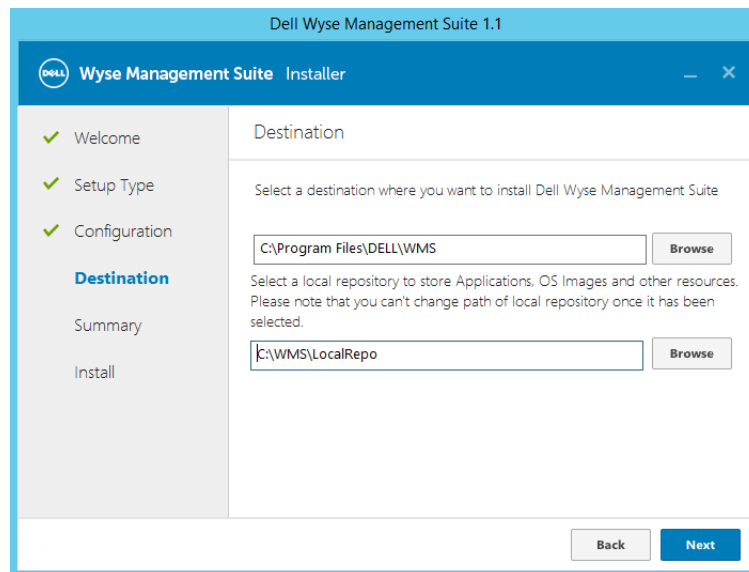 Dell Wyse Management Suite 1.1
DELL Wyse Management Suite Installer
Welcome
Setup Type
Configuration
Destination
Summary
Install
Destination
Select a destination where you want to install Dell Wyse Management Suite
C:\Program Files\DELL\WMS
Browse
Select a local repository to store Applications, OS Images and other resources.
Please note that you can't change path of local repository once it has been
selected.
C:\WMS\LocalRepo
Browse
Back
Next